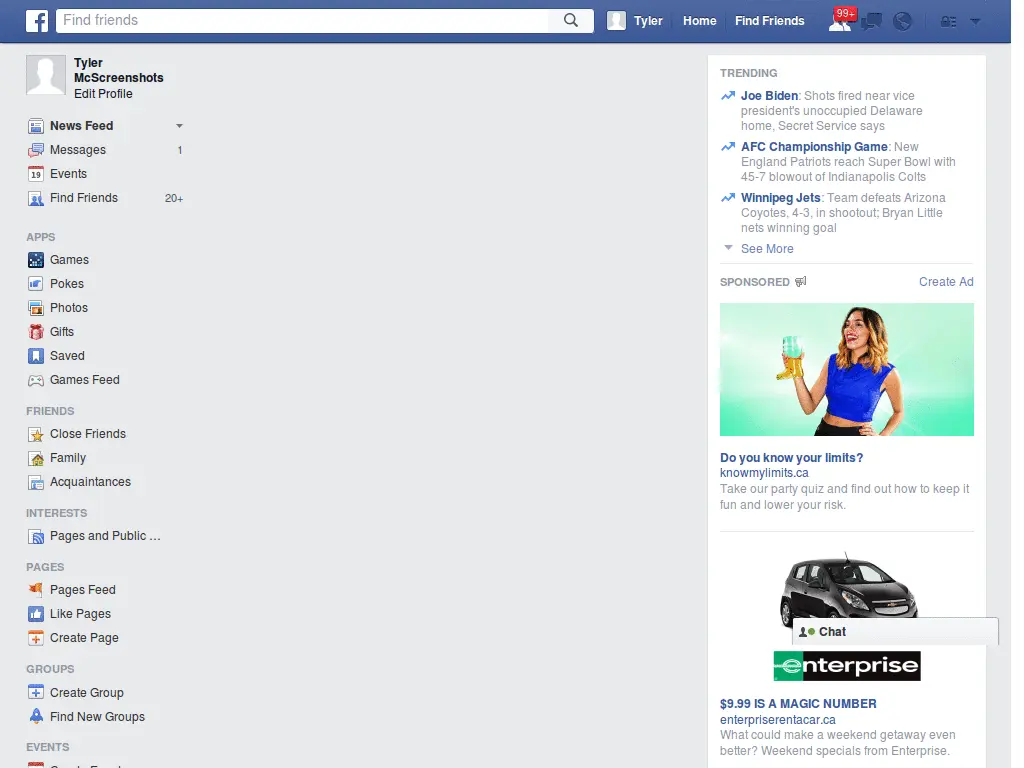 Find friends
Tyler
Home
Find Friends
99+
Tyler
McScreenshots
Edit Profile
News Feed
Messages 1
19 Events
Find Friends 20+
APPS
Games
Pokes
Photos
Gifts
Saved
Games Feed
FRIENDS
Close Friends
Family
Acquaintances
INTERESTS
Pages and Public ...
PAGES
Pages Feed
Like Pages
Create Page
GROUPS
Create Group
Find New Groups
EVENTS
TRENDING
Joe Biden: Shots fired near vice
president's unoccupied Delaware
home, Secret Service says
AFC Championship Game: New
England Patriots reach Super Bowl with
45-7 blowout of Indianapolis Colts
Winnipeg Jets: Team defeats Arizona
Coyotes, 4-3, in shootout; Bryan Little
nets winning goal
See More
SPONSORED Create Ad
Do you know your limits?
knowmylimits.ca
Take our party quiz and find out how to keep it
fun and lower your risk.
Chat
enterprise
$9.99 IS A MAGIC NUMBER
enterpriserentacar.ca
What could make a weekend getaway even
better? Weekend specials from Enterprise.